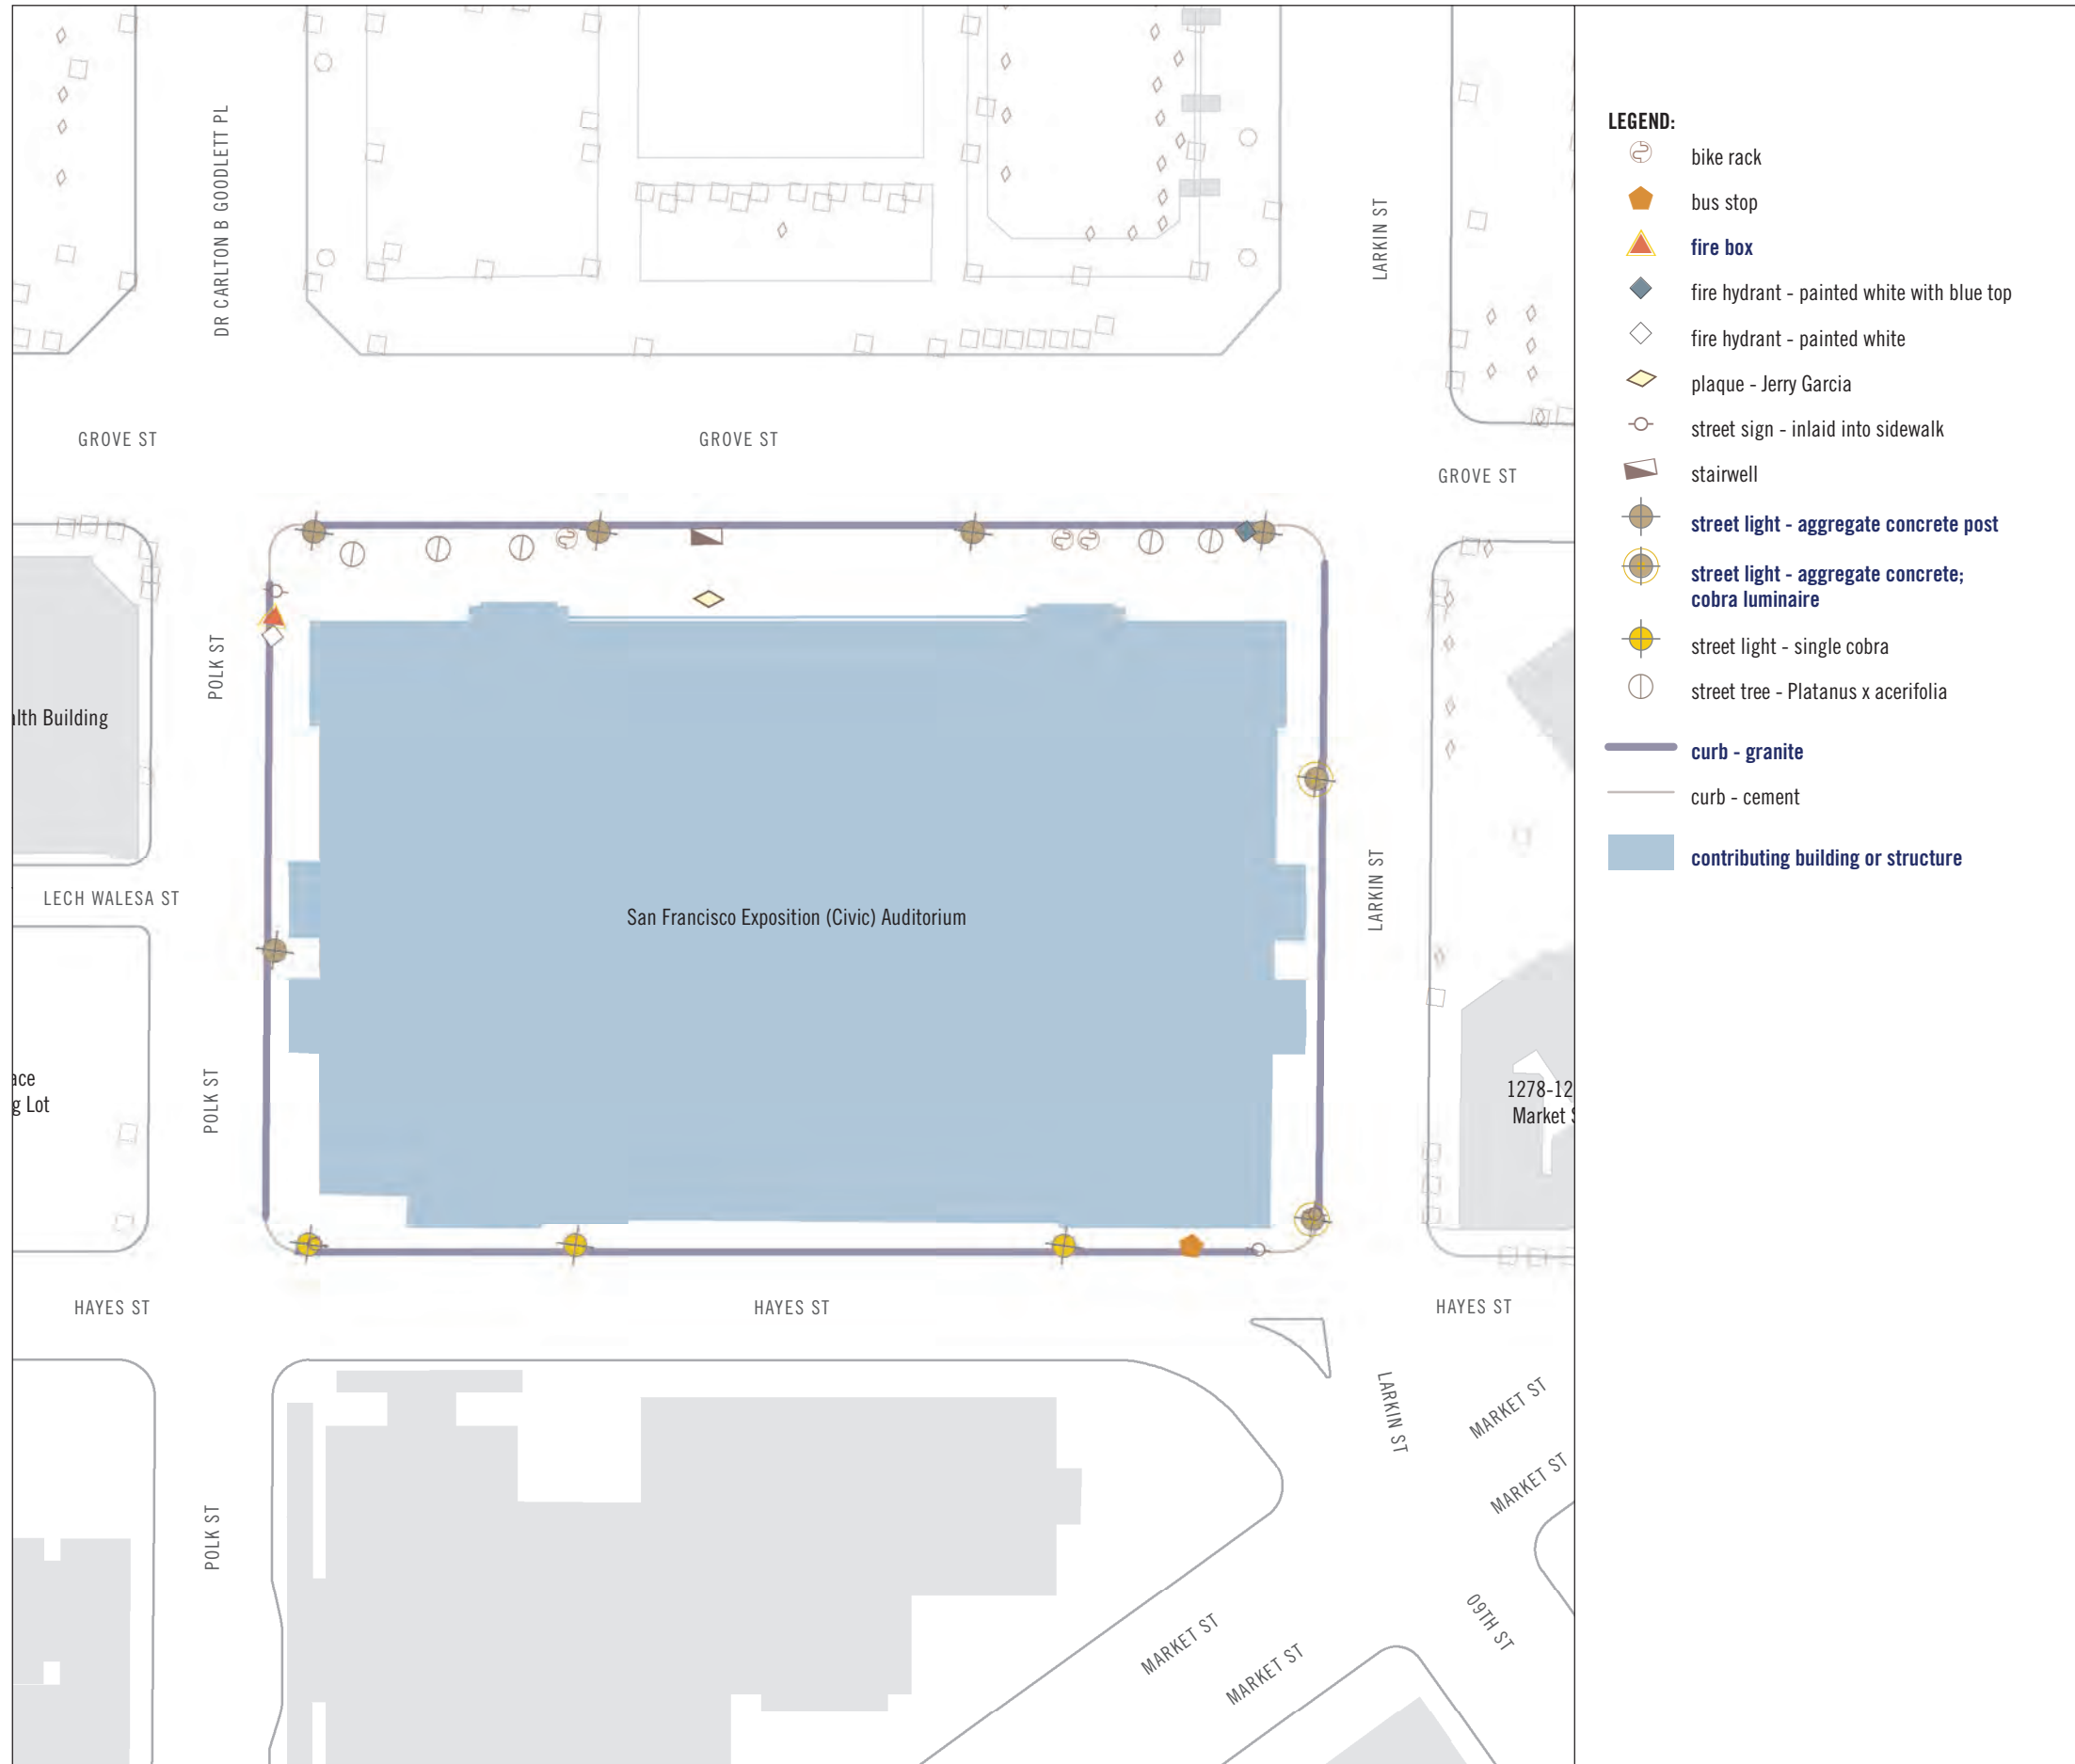 DR CARLTON B GOODLETT PL
LARKIN ST
GROVE ST
GROVE ST
GROVE ST
POLK ST
lth Building
LECH WALESA ST
San Francisco Exposition (Civic) Auditorium
LARKIN ST
ace
g Lot
POLK ST
1278-12
Market
HAYES ST
HAYES ST
HAYES ST
LARKIN ST
MARKET ST
MARKET ST
POLK ST
09TH ST
MARKET ST
MARKET ST
LEGEND:
bike rack
bus stop
fire box
fire hydrant - painted white with blue top
fire hydrant - painted white
plaque - Jerry Garcia
street sign - inlaid into sidewalk
stairwell
street light - aggregate concrete post
street light - aggregate concrete;
cobra luminaire
street light - single cobra
street tree - Platanus x acerifolia
curb - granite
curb - cement
contributing building or structure